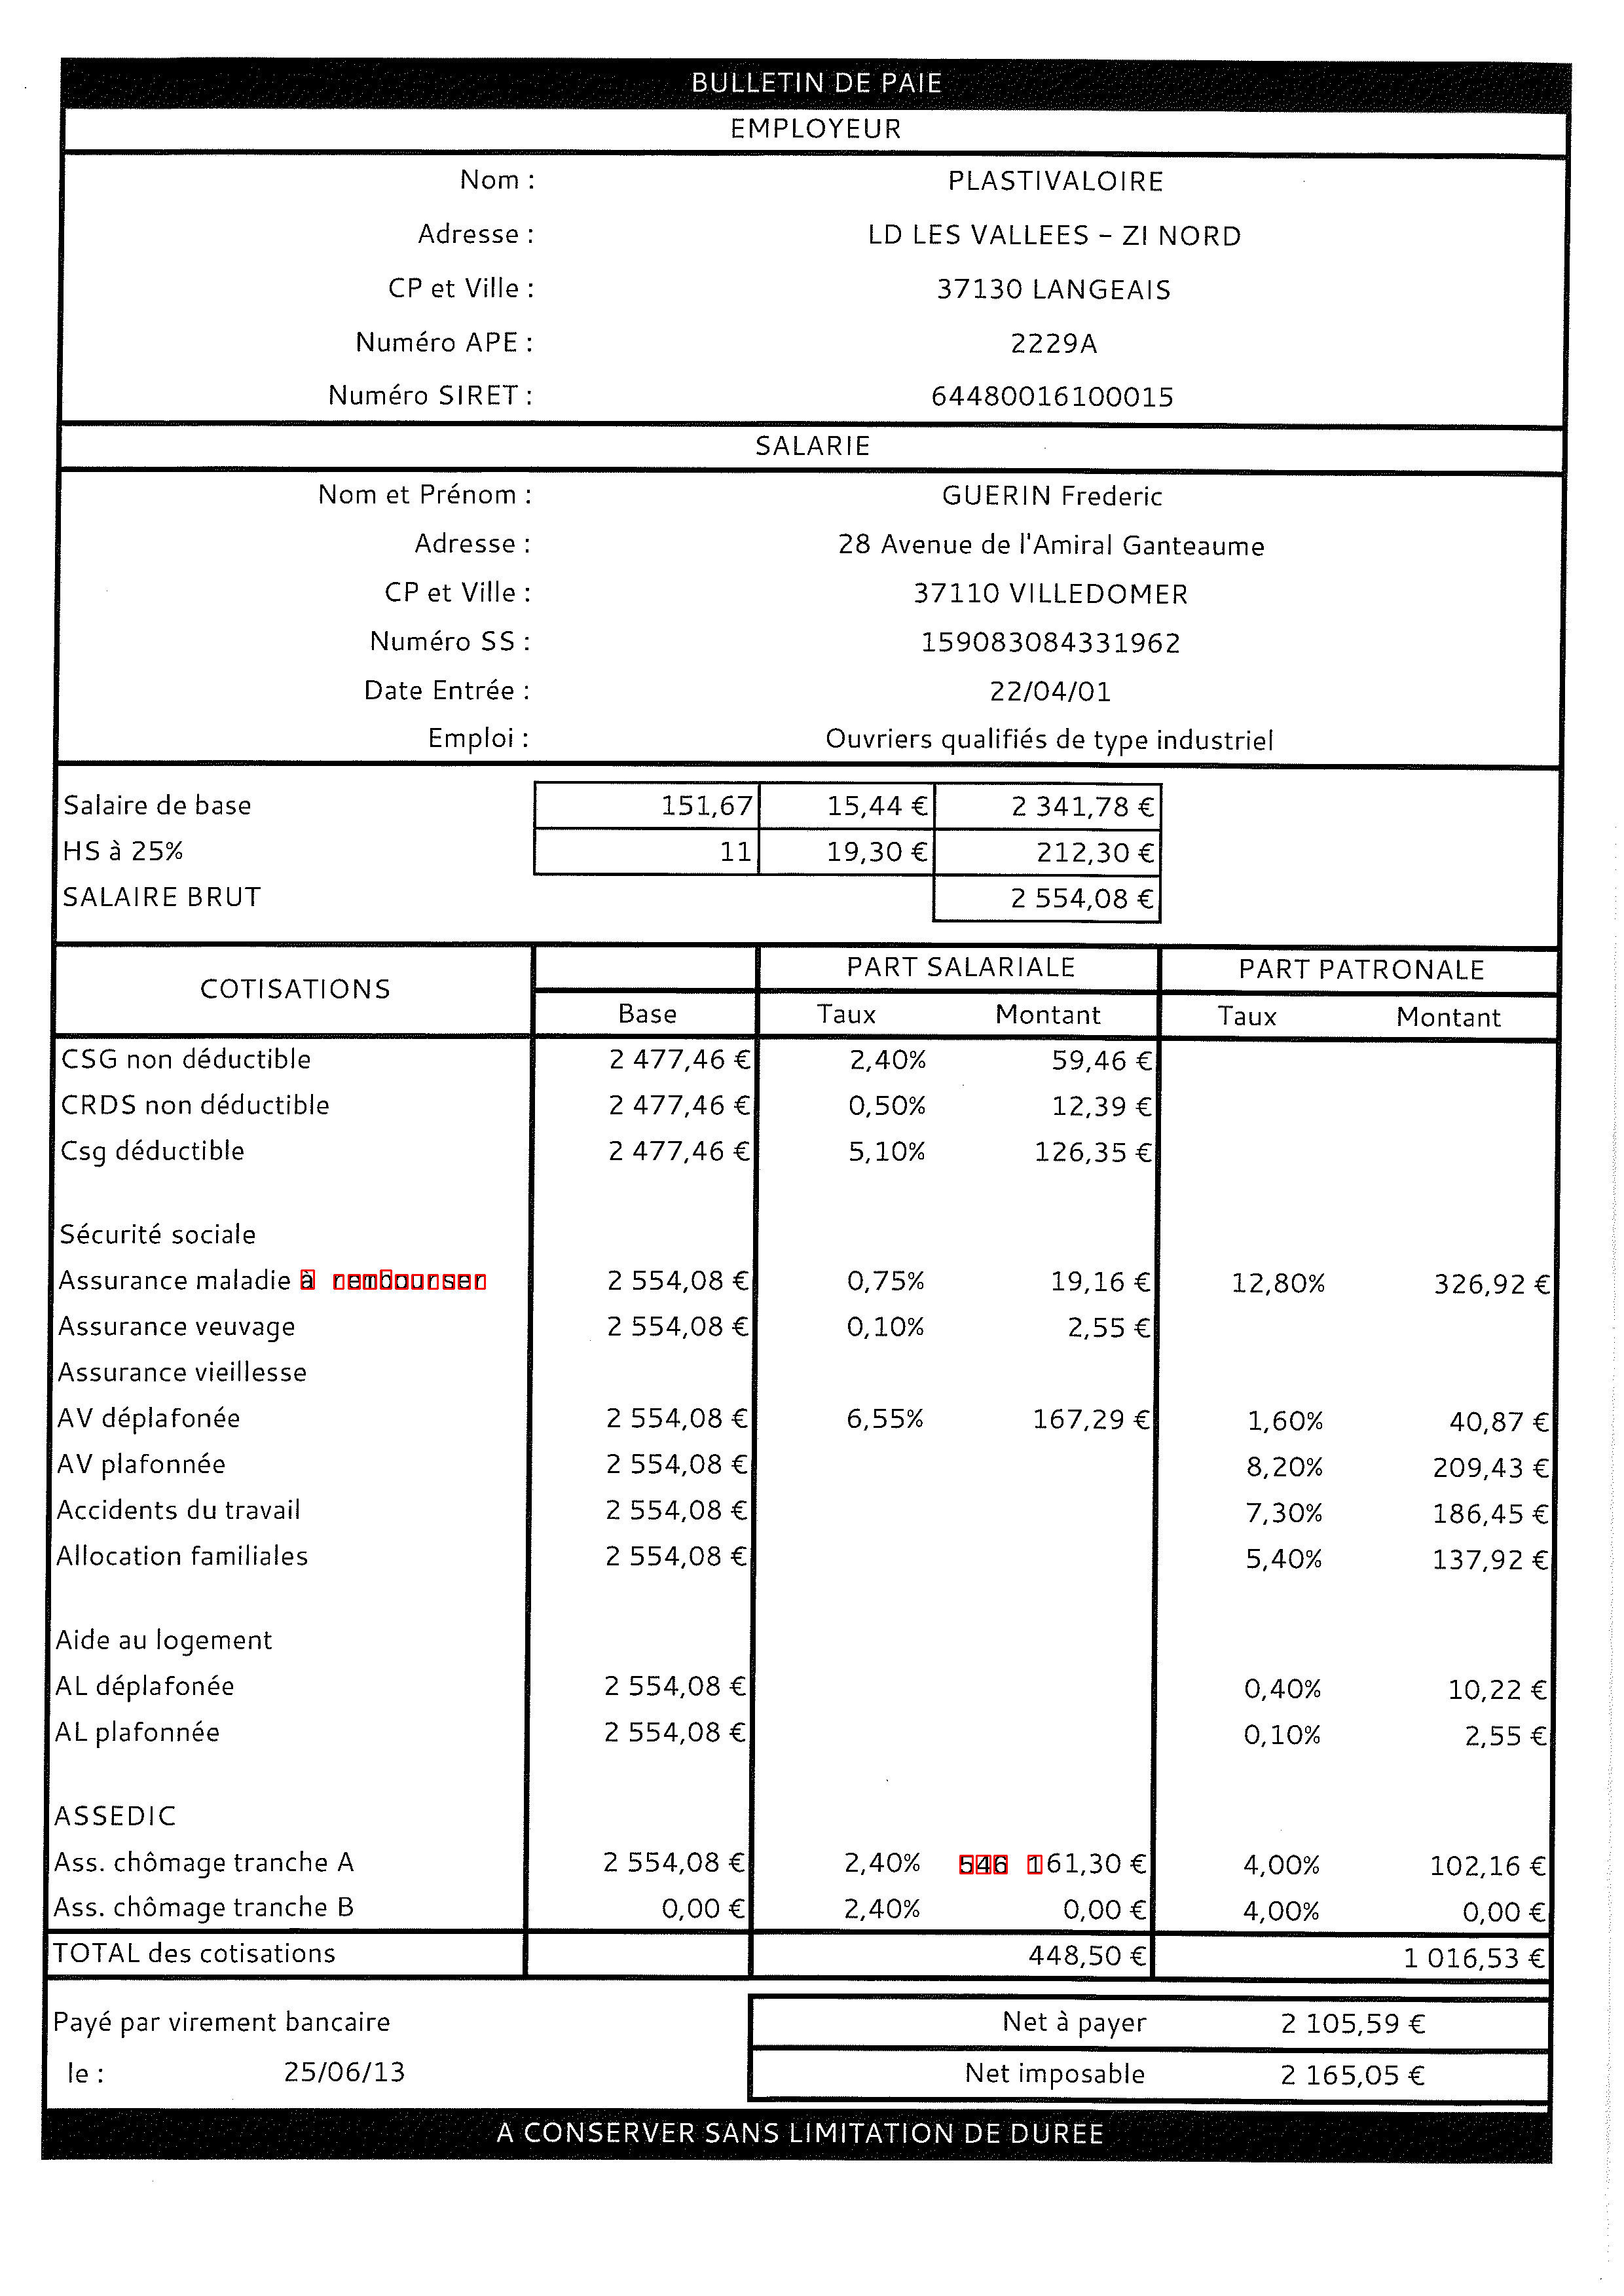 BULLETIN DE PAIE
EMPLOYEUR
Nom : PLASTIVALOIRE
Adresse : LD LES VALLEES - ZI NORD
CP et Ville : 37130 LANGEAIS
Numéro APE : 2229A
Numéro SIRET : 64480016100015
SALARIE
Nom et Prénom : GUERIN Frederic
Adresse : 28 Avenue de l'Amiral Ganteaume
CP et Ville : 37110 VILLEDOMER
Numéro SS : 159083084331962
Date Entrée : 22/04/01
Emploi : Ouvriers qualifiés de type industriel
Salaire de base 151,67 15,44 € 2 341,78 €
HS à 25% 11 19,30 € 212,30 €
SALAIRE BRUT 2 554,08 €
COTISATIONS PART SALARIALE PART PATRONALE
Base Taux Montant Taux Montant
CSG non déductible 2 477,46 € 2,40% 59,46 €
CRDS non déductible 2 477,46 € 0,50% 12,39 €
Csg déductible 2 477,46 € 5,10% 126,35 €
Sécurité sociale
Assurance maladie à rembourser 2 554,08 € 0,75% 19,16 € 12,80% 326,92 €
Assurance veuvage 2 554,08 € 0,10% 2,55 €
Assurance vieillesse
AV déplafonée 2 554,08 € 6,55% 167,29 € 1,60% 40,87 €
AV plafonnée 2 554,08 € 8,20% 209,43 €
Accidents du travail 2 554,08 € 7,30% 186,45 €
Allocation familiales 2 554,08 € 5,40% 137,92 €
Aide au logement
AL déplafonée 2 554,08 € 0,40% 10,22 €
AL plafonnée 2 554,08 € 0,10% 2,55 €
ASSEDIC
Ass. chômage tranche A 2 554,08 € 2,40% 546 161,30 € 4,00% 102,16 €
Ass. chômage tranche B 0,00 € 2,40% 0,00 € 4,00% 0,00 €
TOTAL des cotisations 448,50 € 1 016,53 €
Payé par virement bancaire Net à payer 2 105,59 €
le : 25/06/13 Net imposable 2 165,05 €
A CONSERVER SANS LIMITATION DE DUREE